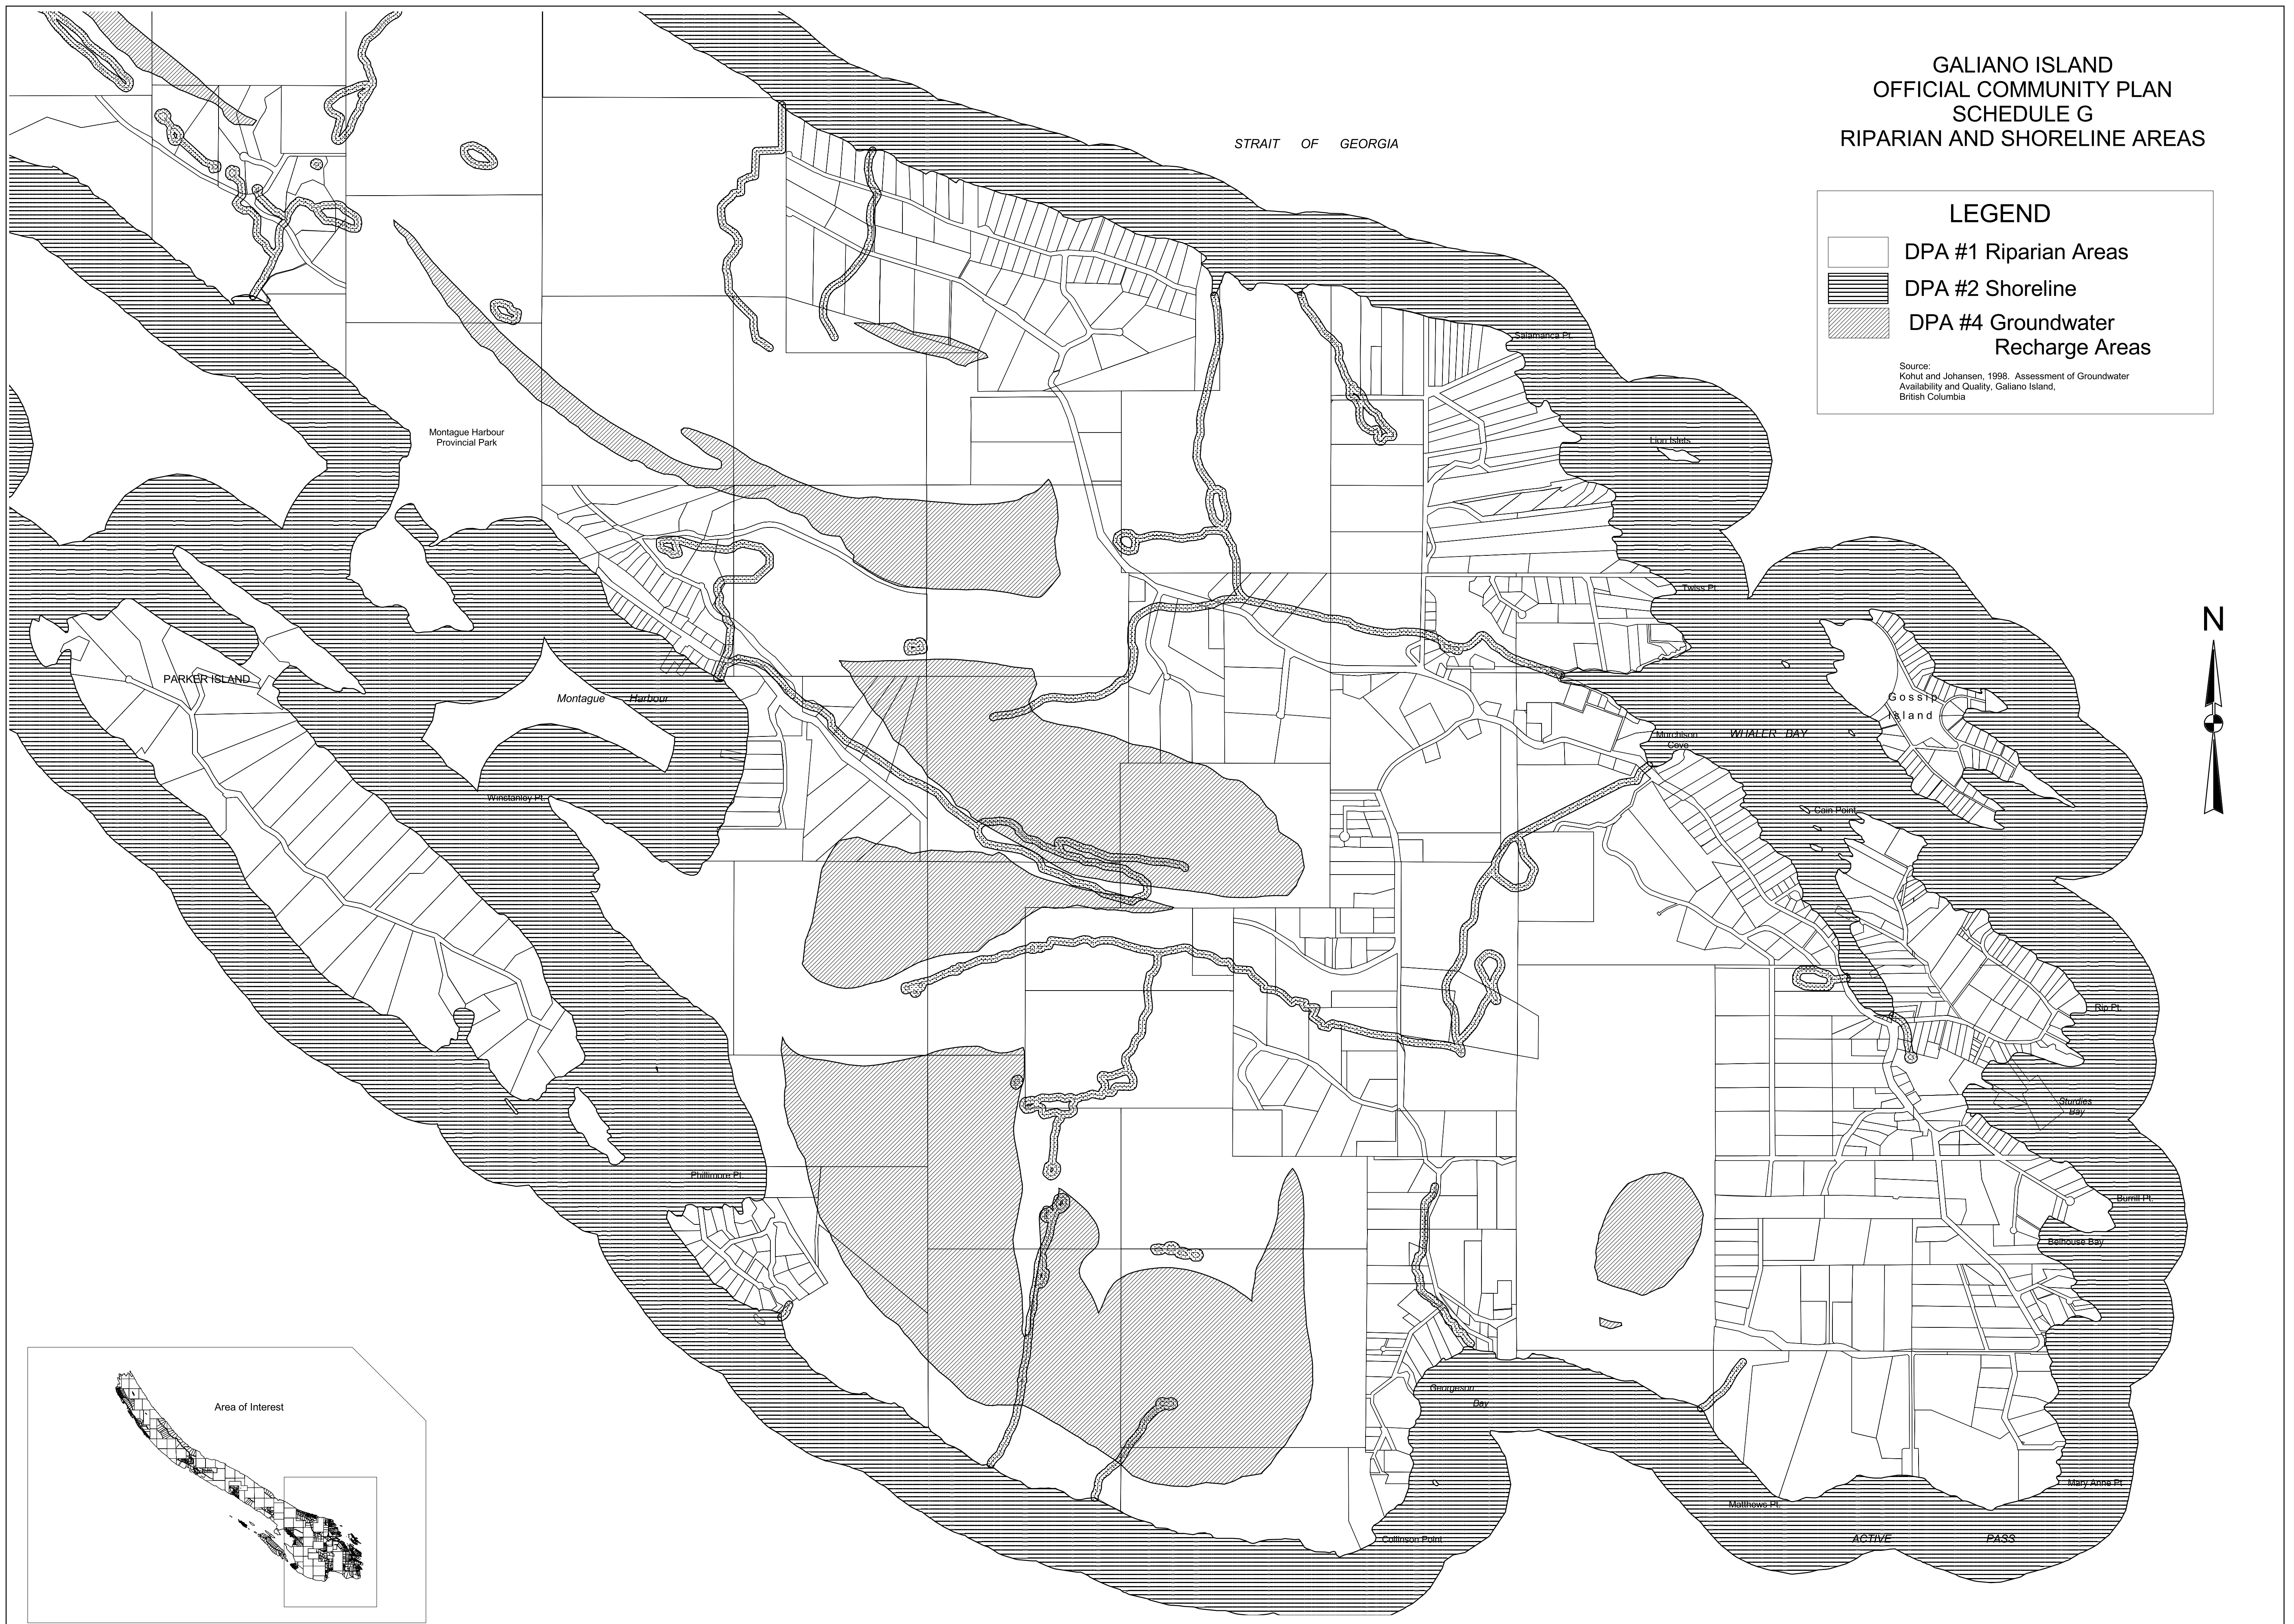 GALIANO ISLAND
OFFICIAL COMMUNITY PLAN
SCHEDULE G
RIPARIAN AND SHORELINE AREAS
STRAIT OF GEORGIA
LEGEND
DPA #1 Riparian Areas
DPA #2 Shoreline
DPA #4 Groundwater
Recharge Areas
Source:
Kohut and Johansen, 1998. Assessment of Groundwater
Availability and Quality, Galiano Island,
British Columbia
Salamanca Pt.
Montague Harbour
Provincial Park
Lion Islets
Twiss Pt.
N
PARKER ISLAND
Montague Harbour
Gossip
Island
Murchison
Cove
WHALER BAY
Winstanley Pt.
Cain Point
Rip Pt.
Sturdies
Bay
Phillimore Pt.
Burrill Pt.
Belhouse Bay
Georgeson
Bay
Area of Interest
Mary Anne Pt.
Matthews Pt.
Collinson Point
ACTIVE PASS